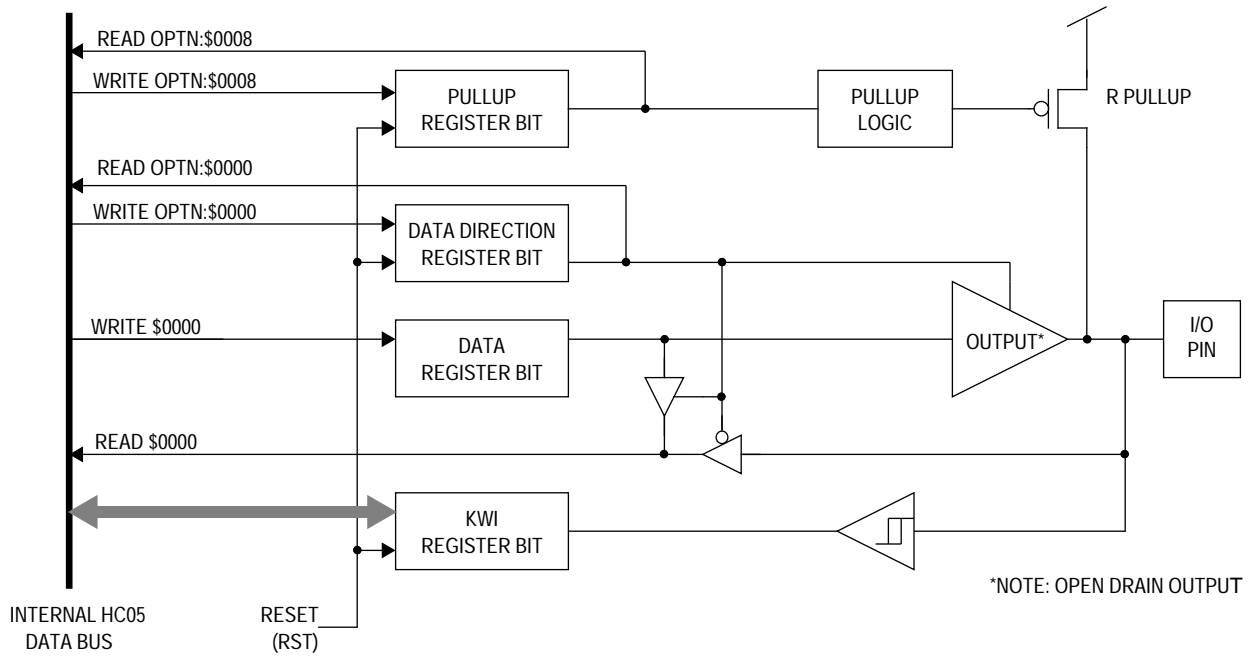 READ OPTN:$0008
WRITE OPTN:$0008
PULLUP
REGISTER BIT
PULLUP
LOGIC
R PULLUP
READ OPTN:$0000
WRITE OPTN:$0000
DATA DIRECTION
REGISTER BIT
WRITE $0000
DATA
REGISTER BIT
OUTPUT*
I/O
PIN
READ $0000
KWI
REGISTER BIT
*NOTE: OPEN DRAIN OUTPUT
INTERNAL HC05
DATA BUS
RESET
(RST)